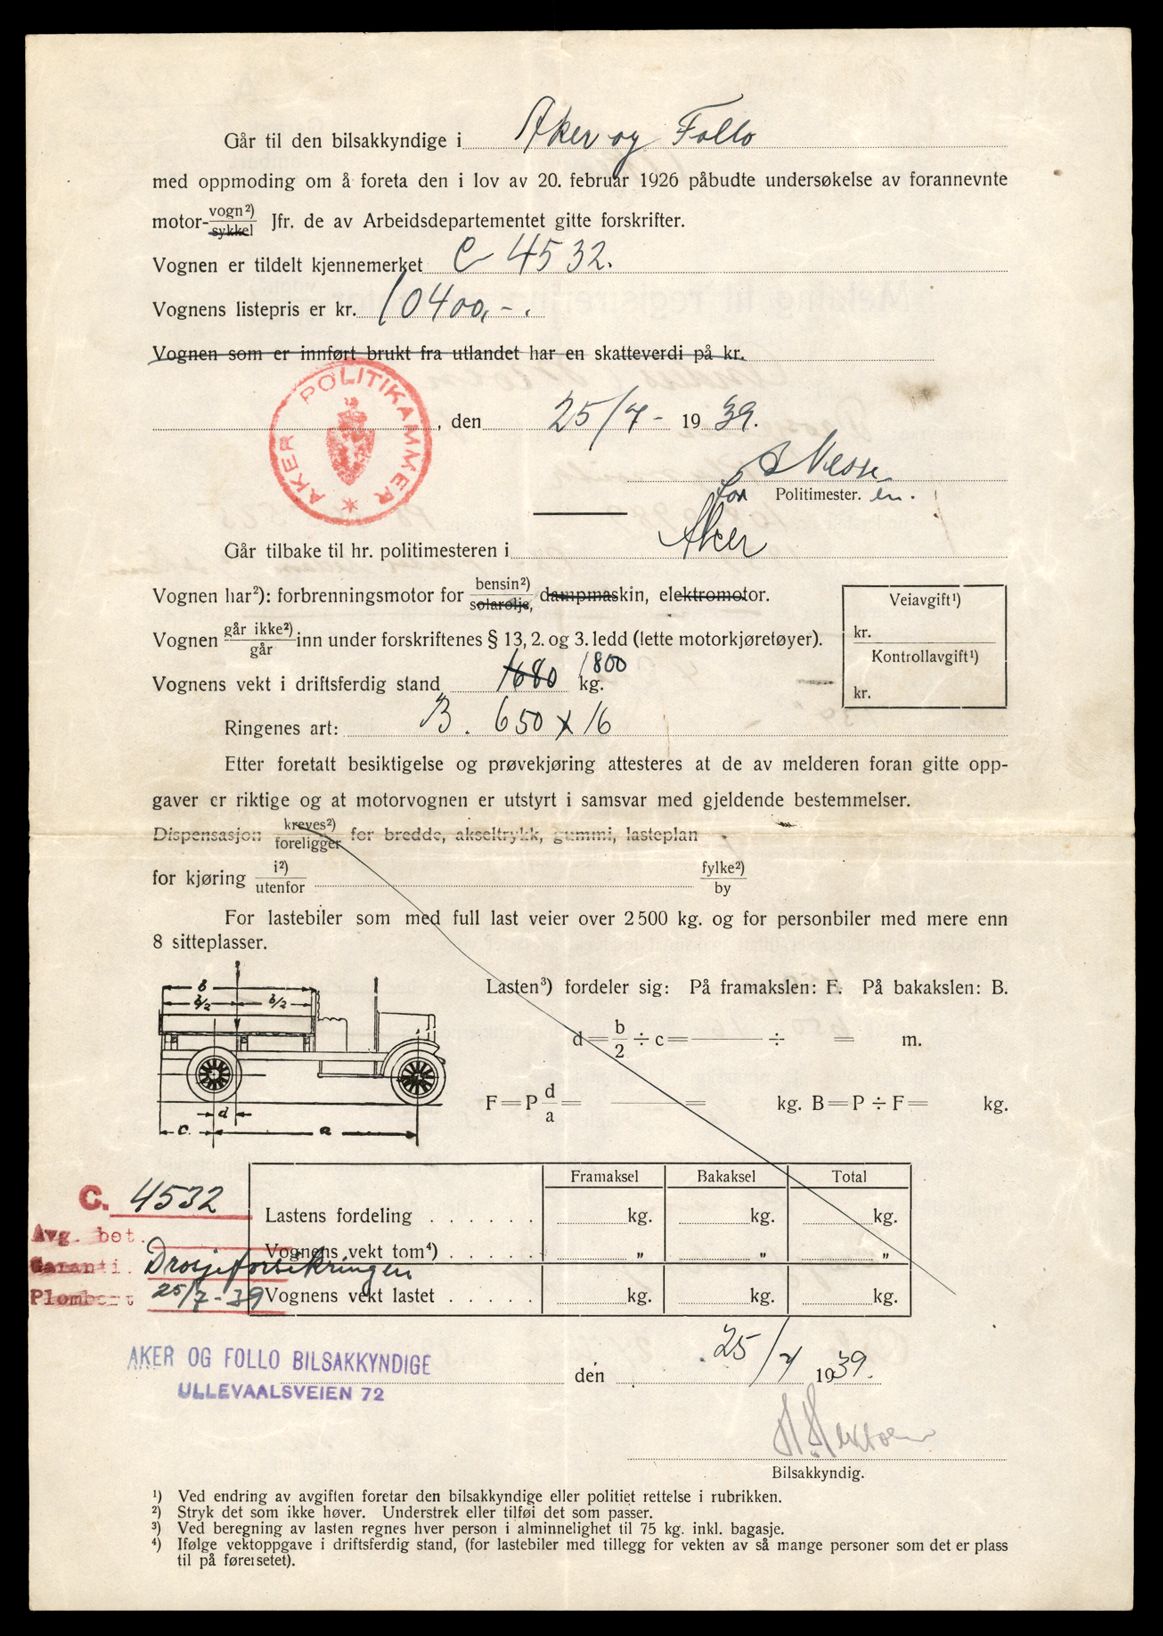 Går til den bilsakkyndige i Aker og Follo
med oppmoding om å foreta den i lov av 20. februar 1926 påbudte undersøkelse av forannevnte
motor- vogn²) / sykkel Jfr. de av Arbeidsdepartementet gitte forskrifter.
Vognen er tildelt kjennemerket C 4532.
Vognens listepris er kr. 10400,-.
Vognen som er innført brukt fra utlandet har en skatteverdi på kr.
AKER POLITIKAMMER
, den 25/7- 1939.
for Politimester. en.
Går tilbake til hr. politimesteren i Aker
Vognen har²): forbrenningsmotor for bensin²) / solarolje, dampmaskin, elektromotor.
Veiavgift¹)
kr.
Kontrollavgift¹)
kr.
Vognen går ikke²) / går inn under forskriftenes § 13, 2. og 3. ledd (lette motorkjøretøyer).
Vognens vekt i driftsferdig stand 1680 1800 kg.
Ringenes art: B. 650 x 16
Etter foretatt besiktigelse og prøvekjøring attesteres at de av melderen foran gitte opp-
gaver er riktige og at motorvognen er utstyrt i samsvar med gjeldende bestemmelser.
Dispensasjon kreves²) / foreligger for bredde, akseltrykk, gummi, lasteplan
for kjøring i²) / utenfor fylke²) / by
For lastebiler som med full last veier over 2500 kg. og for personbiler med mere enn
8 sitteplasser.
b
b/2 b/2
d
c. a
Lasten³) fordeler sig: På framakslen: F. På bakakslen: B.
d = b/2 ÷ c = ÷ = m.
F = P d/a = = kg. B = P ÷ F = kg.
Framaksel Bakaksel Total
Lastens fordeling . . . . . . kg. kg. kg.
Vognens vekt tom⁴) . . . . . „ „ „
Vognens vekt lastet . . . . . kg. kg. kg.
C. 4532
Avg. bet.
Garanti. Drosjeforsikringen
Plombert 25/7-39
AKER OG FOLLO BILSAKKYNDIGE
ULLEVAALSVEIEN 72
den 25/7 1939.
Bilsakkyndig.
¹) Ved endring av avgiften foretar den bilsakkyndige eller politiet rettelse i rubrikken.
²) Stryk det som ikke høver. Understrek eller tilføi det som passer.
³) Ved beregning av lasten regnes hver person i alminnelighet til 75 kg. inkl. bagasje.
⁴) Ifølge vektoppgave i driftsferdig stand, (for lastebiler med tillegg for vekten av så mange personer som det er plass
til på førersetet).